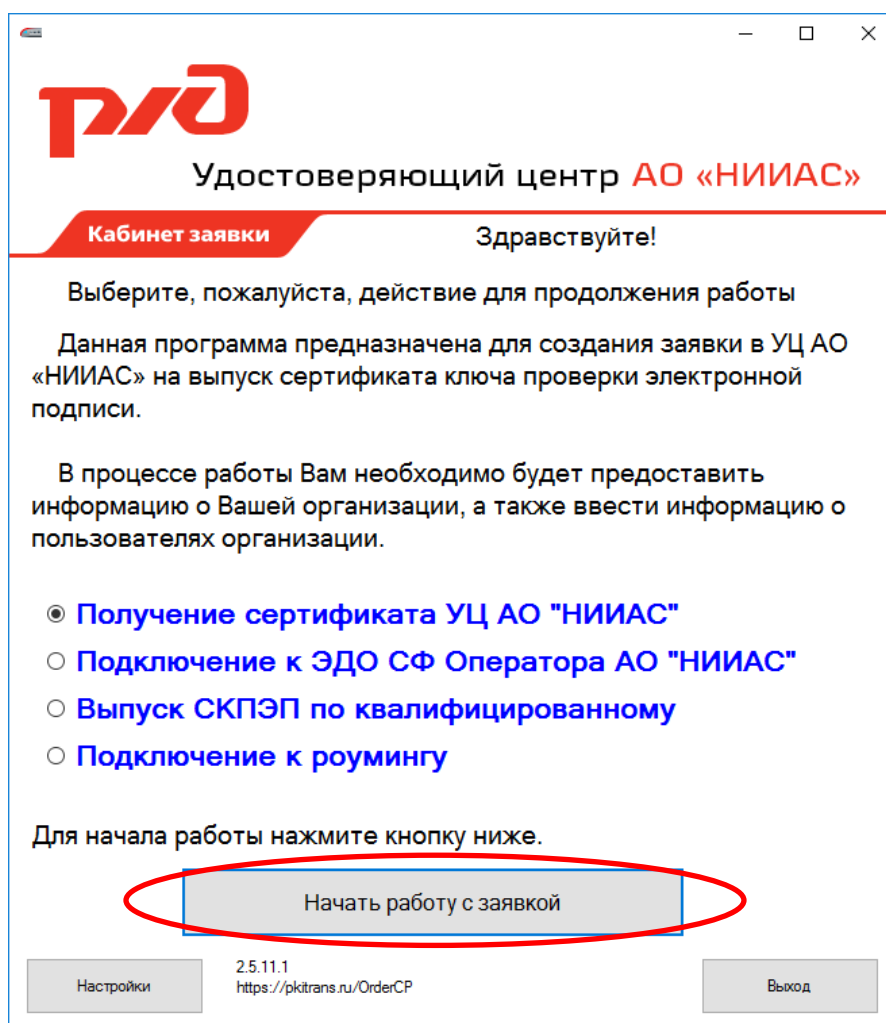 ржд
Удостоверяющий центр АО «НИИАС»
Кабинет заявки
Здравствуйте!
Выберите, пожалуйста, действие для продолжения работы
Данная программа предназначена для создания заявки в УЦ АО
«НИИАС» на выпуск сертификата ключа проверки электронной
подписи.
В процессе работы Вам необходимо будет предоставить
информацию о Вашей организации, а также ввести информацию о
пользователях организации.
Получение сертификата УЦ АО "НИИАС"
Подключение к ЭДО СФ Оператора АО "НИИАС"
Выпуск СКПЭП по квалифицированному
Подключение к роумингу
Для начала работы нажмите кнопку ниже.
Начать работу с заявкой
Настройки
2.5.11.1
https://pkitrans.ru/OrderCP
Выход